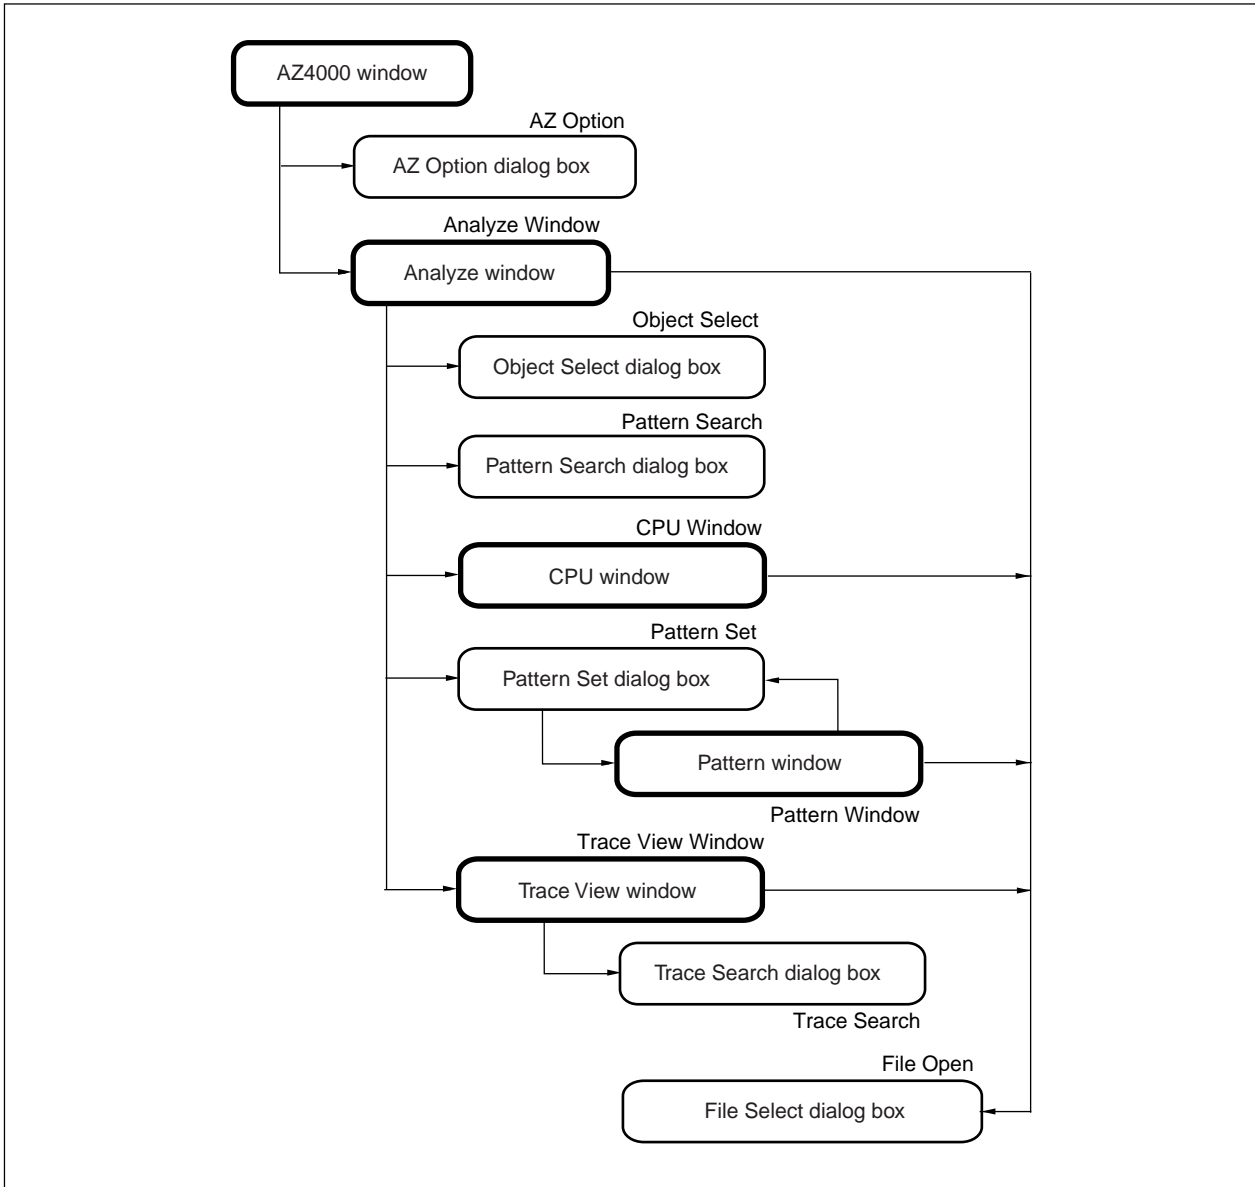 AZ4000 window
AZ Option
AZ Option dialog box
Analyze Window
Analyze window
Object Select
Object Select dialog box
Pattern Search
Pattern Search dialog box
CPU Window
CPU window
Pattern Set
Pattern Set dialog box
Pattern window
Pattern Window
Trace View Window
Trace View window
Trace Search dialog box
Trace Search
File Open
File Select dialog box